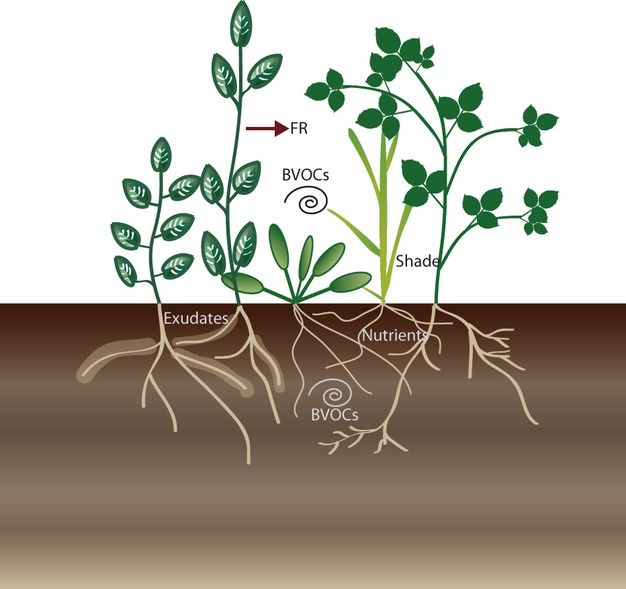 FR
BVOCs
Shade
Exudates
Nutrients
BVOCs